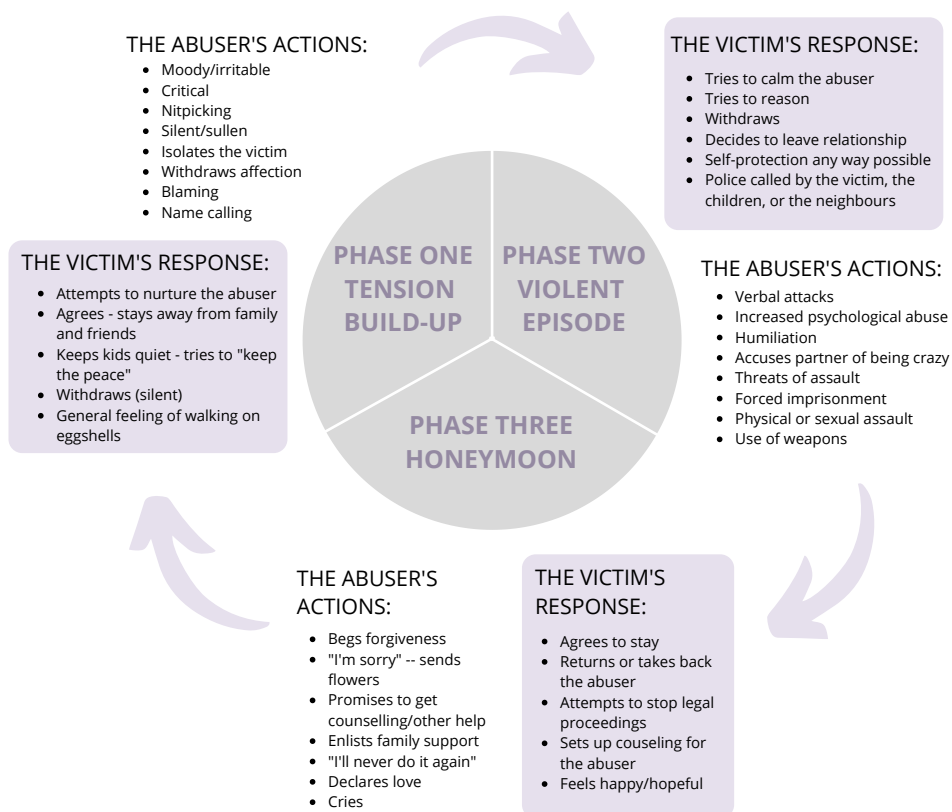 THE ABUSER'S ACTIONS:
• Moody/irritable
• Critical
• Nitpicking
• Silent/sullen
• Isolates the victim
• Withdraws affection
• Blaming
• Name calling
THE VICTIM'S RESPONSE:
• Attempts to nurture the abuser
• Agrees - stays away from family
and friends
• Keeps kids quiet - tries to "keep
the peace"
• Withdraws (silent)
• General feeling of walking on
eggshells
PHASE ONE
TENSION
BUILD-UP
PHASE TWO
VIOLENT
EPISODE
PHASE THREE
HONEYMOON
THE VICTIM'S RESPONSE:
• Tries to calm the abuser
• Tries to reason
• Withdraws
• Decides to leave relationship
• Self-protection any way possible
• Police called by the victim, the
children, or the neighbours
THE ABUSER'S ACTIONS:
• Verbal attacks
• Increased psychological abuse
• Humiliation
• Accuses partner of being crazy
• Threats of assault
• Forced imprisonment
• Physical or sexual assault
• Use of weapons
THE ABUSER'S
ACTIONS:
• Begs forgiveness
• "I'm sorry" -- sends
flowers
• Promises to get
counselling/other help
• Enlists family support
• "I'll never do it again"
• Declares love
• Cries
THE VICTIM'S
RESPONSE:
• Agrees to stay
• Returns or takes back
the abuser
• Attempts to stop legal
proceedings
• Sets up couseling for
the abuser
• Feels happy/hopeful